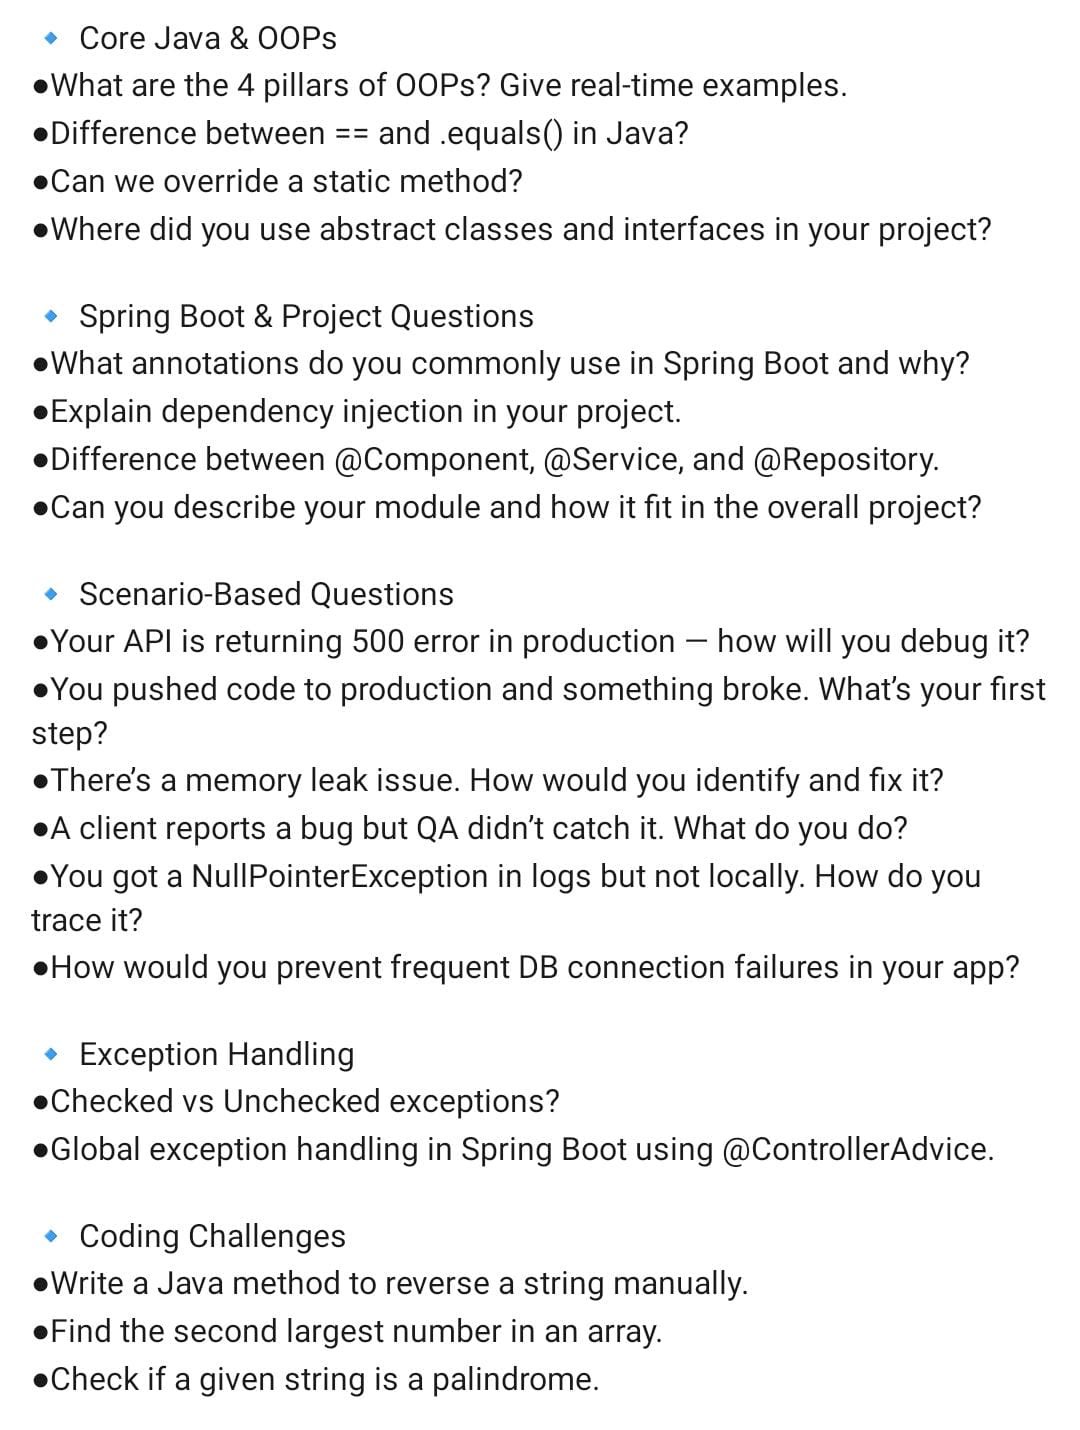 🔹 Core Java & OOPs
●What are the 4 pillars of OOPs? Give real-time examples.
●Difference between == and .equals() in Java?
●Can we override a static method?
●Where did you use abstract classes and interfaces in your project?
🔹 Spring Boot & Project Questions
●What annotations do you commonly use in Spring Boot and why?
●Explain dependency injection in your project.
●Difference between @Component, @Service, and @Repository.
●Can you describe your module and how it fit in the overall project?
🔹 Scenario-Based Questions
●Your API is returning 500 error in production — how will you debug it?
●You pushed code to production and something broke. What’s your first
step?
●There’s a memory leak issue. How would you identify and fix it?
●A client reports a bug but QA didn’t catch it. What do you do?
●You got a NullPointerException in logs but not locally. How do you
trace it?
●How would you prevent frequent DB connection failures in your app?
🔹 Exception Handling
●Checked vs Unchecked exceptions?
●Global exception handling in Spring Boot using @ControllerAdvice.
🔹 Coding Challenges
●Write a Java method to reverse a string manually.
●Find the second largest number in an array.
●Check if a given string is a palindrome.